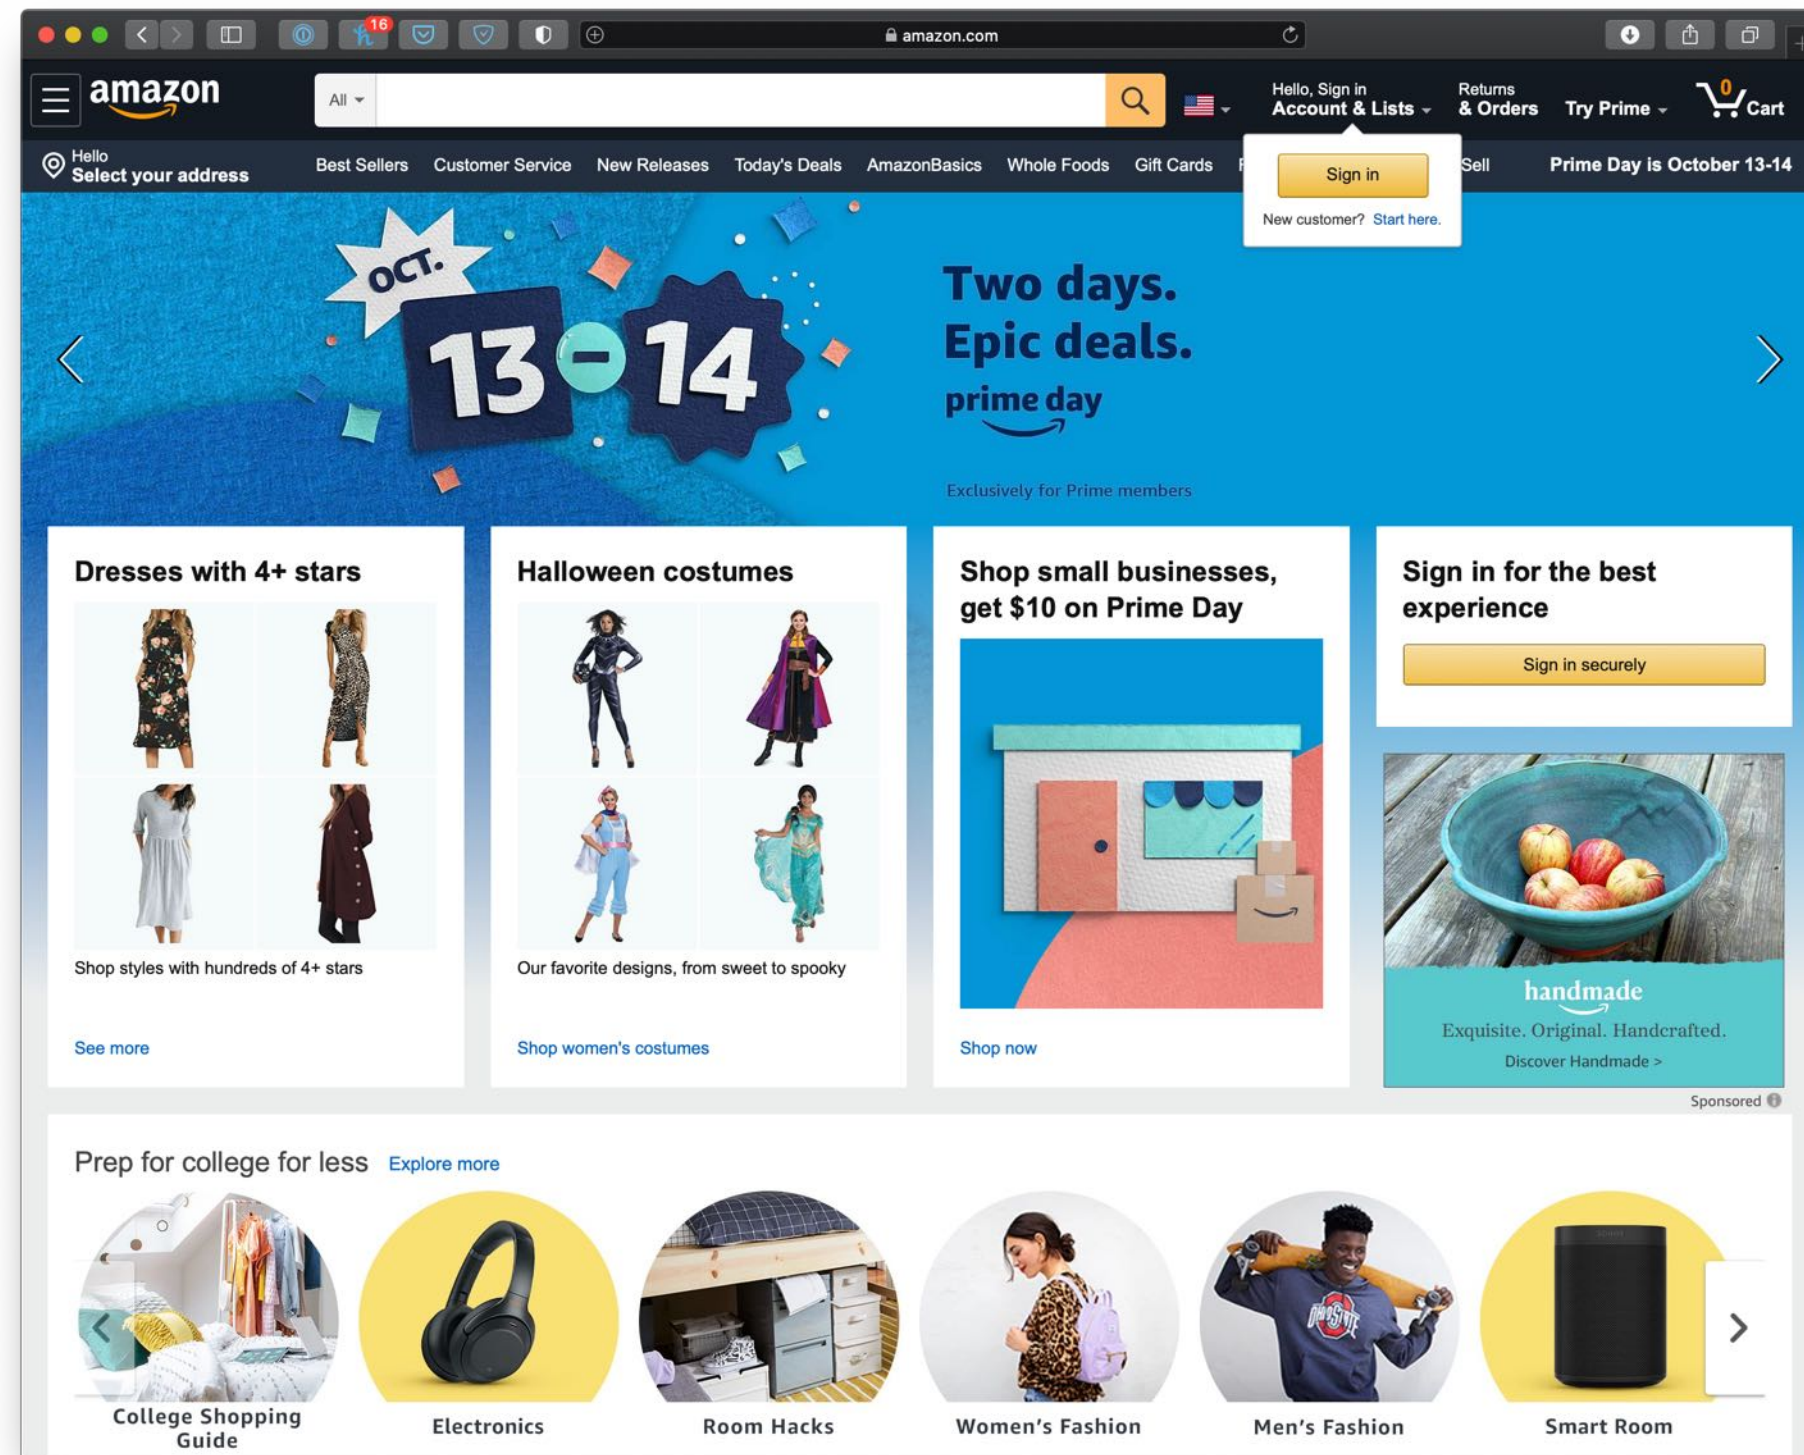 16
amazon.com
amazon
All
Hello, Sign in
Account & Lists
Returns
& Orders
Try Prime
0
Cart
Hello
Select your address
Best Sellers
Customer Service
New Releases
Today's Deals
AmazonBasics
Whole Foods
Gift Cards
Sell
Prime Day is October 13-14
Sign in
New customer? Start here.
OCT.
13 - 14
Two days.
Epic deals.
prime day
Exclusively for Prime members
Dresses with 4+ stars
Shop styles with hundreds of 4+ stars
See more
Halloween costumes
Our favorite designs, from sweet to spooky
Shop women's costumes
Shop small businesses,
get $10 on Prime Day
Shop now
Sign in for the best
experience
Sign in securely
handmade
Exquisite. Original. Handcrafted.
Discover Handmade >
Sponsored
Prep for college for less Explore more
OHIO STATE
SONOS
College Shopping
Guide
Electronics
Room Hacks
Women's Fashion
Men's Fashion
Smart Room